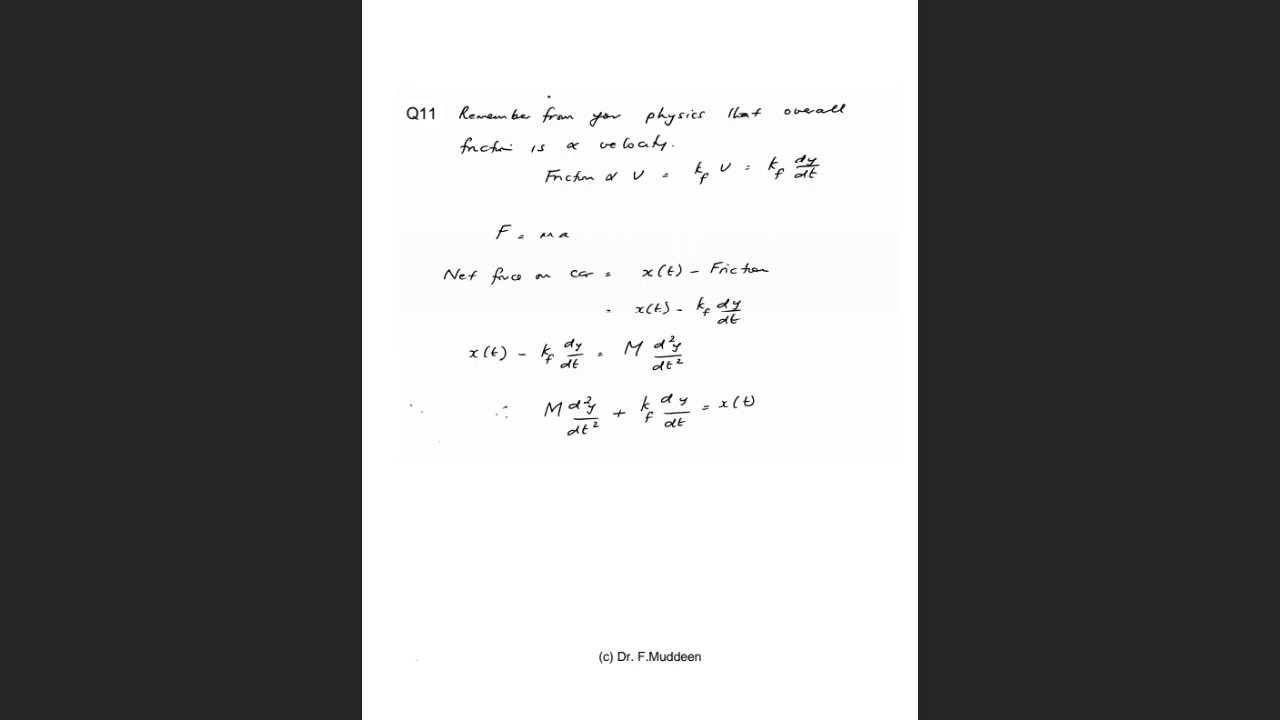 Q11 Remember from your physics that overall
friction is ∝ velocity.
Friction ∝ v = k_f v = k_f dy/dt
F = ma
Net force on car = x(t) - Friction
= x(t) - k_f dy/dt
x(t) - k_f dy/dt = M d²y/dt²
∴ M d²y/dt² + k_f dy/dt = x(t)
(c) Dr. F.Muddeen